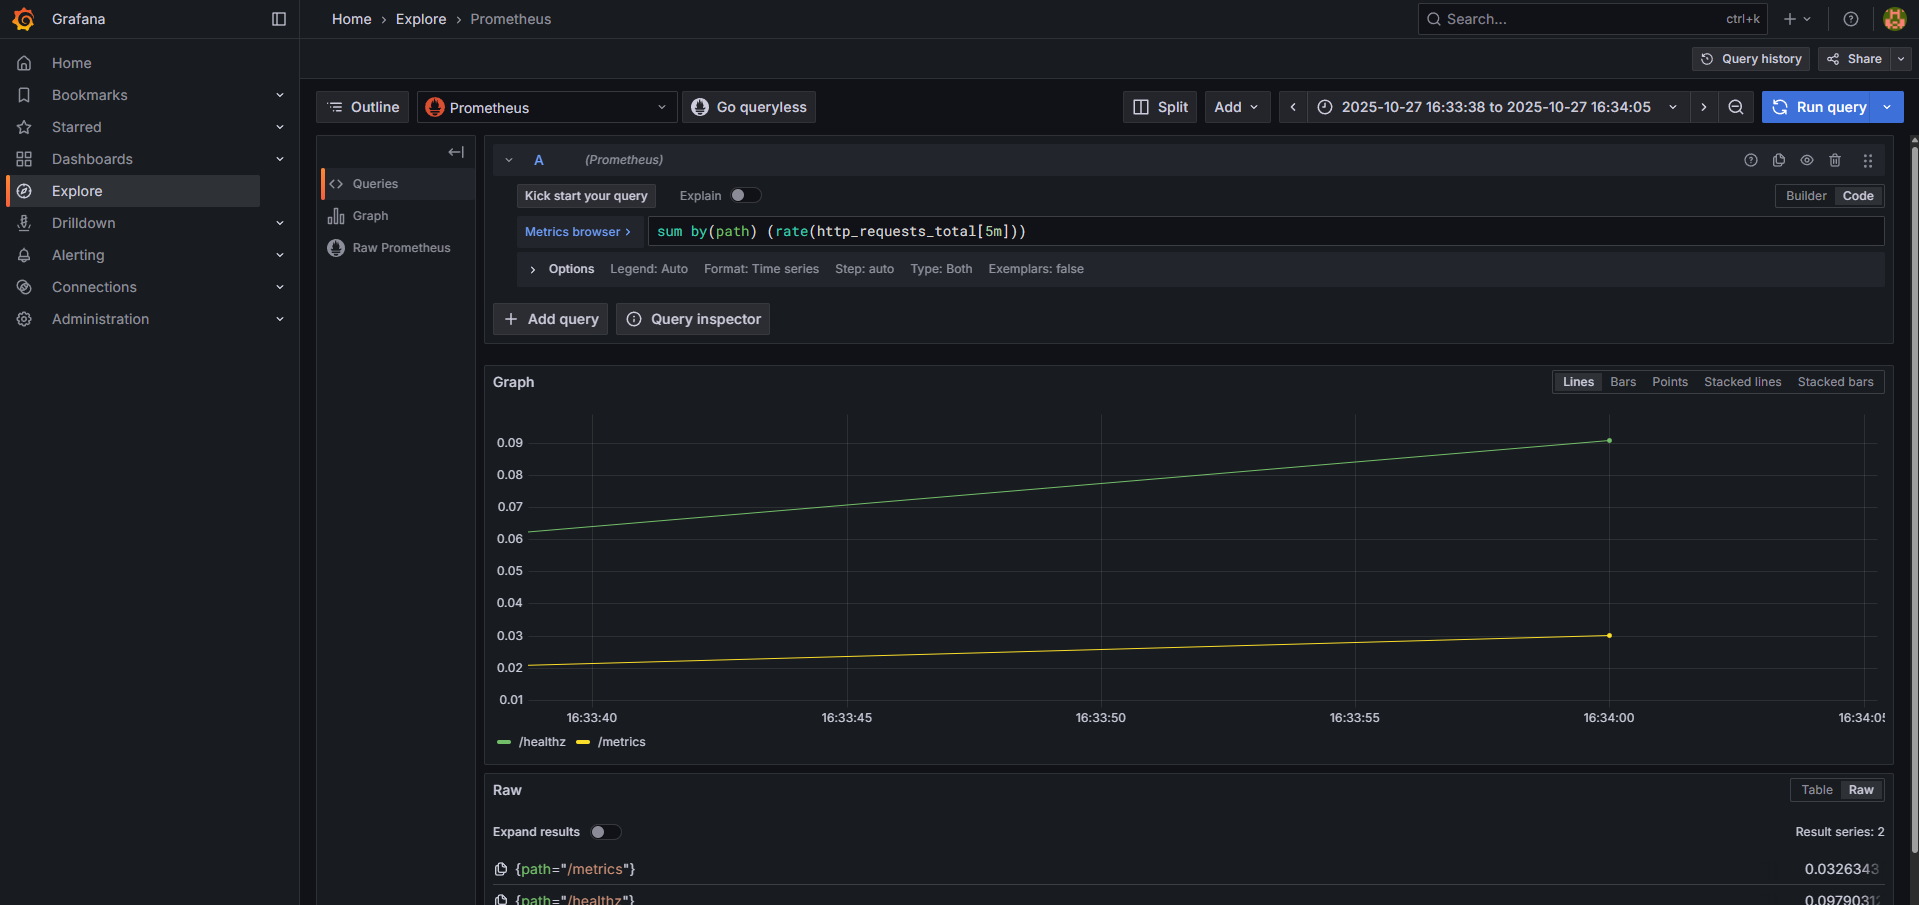 Grafana
Home › Explore › Prometheus
Search... ctrl+k
Home
Bookmarks
Starred
Dashboards
Explore
Drilldown
Alerting
Connections
Administration
Query history
Share
Outline
Prometheus
Go queryless
Split
Add
2025-10-27 16:33:38 to 2025-10-27 16:34:05
Run query
Queries
Graph
Raw Prometheus
A (Prometheus)
Kick start your query
Explain
Builder Code
Metrics browser ›
sum by(path) (rate(http_requests_total[5m]))
Options Legend: Auto Format: Time series Step: auto Type: Both Exemplars: false
+ Add query
Query inspector
Graph
Lines Bars Points Stacked lines Stacked bars
0.09
0.08
0.07
0.06
0.05
0.04
0.03
0.02
0.01
16:33:40 16:33:45 16:33:50 16:33:55 16:34:00 16:34:05
/healthz /metrics
Raw
Table Raw
Expand results
Result series: 2
{path="/metrics"} 0.0326343
{path="/healthz"} 0.0979031